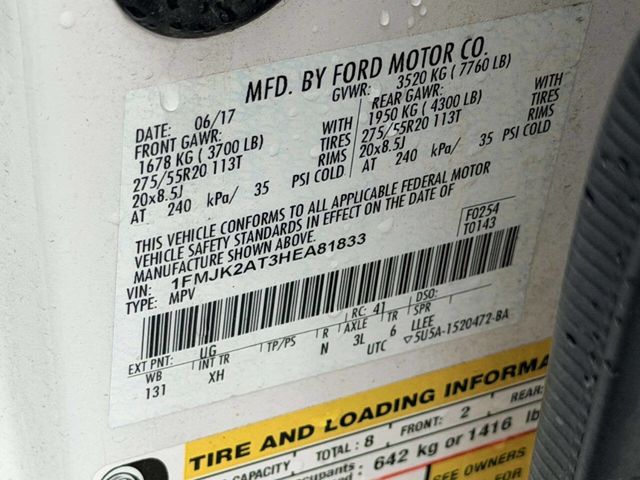 MFD. BY FORD MOTOR CO.
DATE: 06/17 GVWR: 3520 KG ( 7760 LB)
FRONT GAWR: REAR GAWR: WITH
1678 KG ( 3700 LB) WITH 1950 KG ( 4300 LB) TIRES
275/55R20 113T TIRES 275/55R20 113T RIMS
20x8.5J RIMS 20x8.5J
AT 240 kPa/ 35 PSI COLD AT 240 kPa/ 35 PSI COLD
THIS VEHICLE CONFORMS TO ALL APPLICABLE FEDERAL MOTOR
VEHICLE SAFETY STANDARDS IN EFFECT ON THE DATE OF
MANUFACTURE SHOWN ABOVE. F0254
VIN: 1FMJK2AT3HEA81833 T0143
TYPE: MPV
EXT PNT: UG RC: 41 DSO:
WB INT TR TP/PS R AXLE TR SPR
131 XH N 3L 6 LLEE
UTC ▽5U5A-1520472-BA
TIRE AND LOADING INFORMA
CAPACITY TOTAL: 8 FRONT: 2 REAR:
642 kg or 1416 lb
SEE OWNERS
FOR